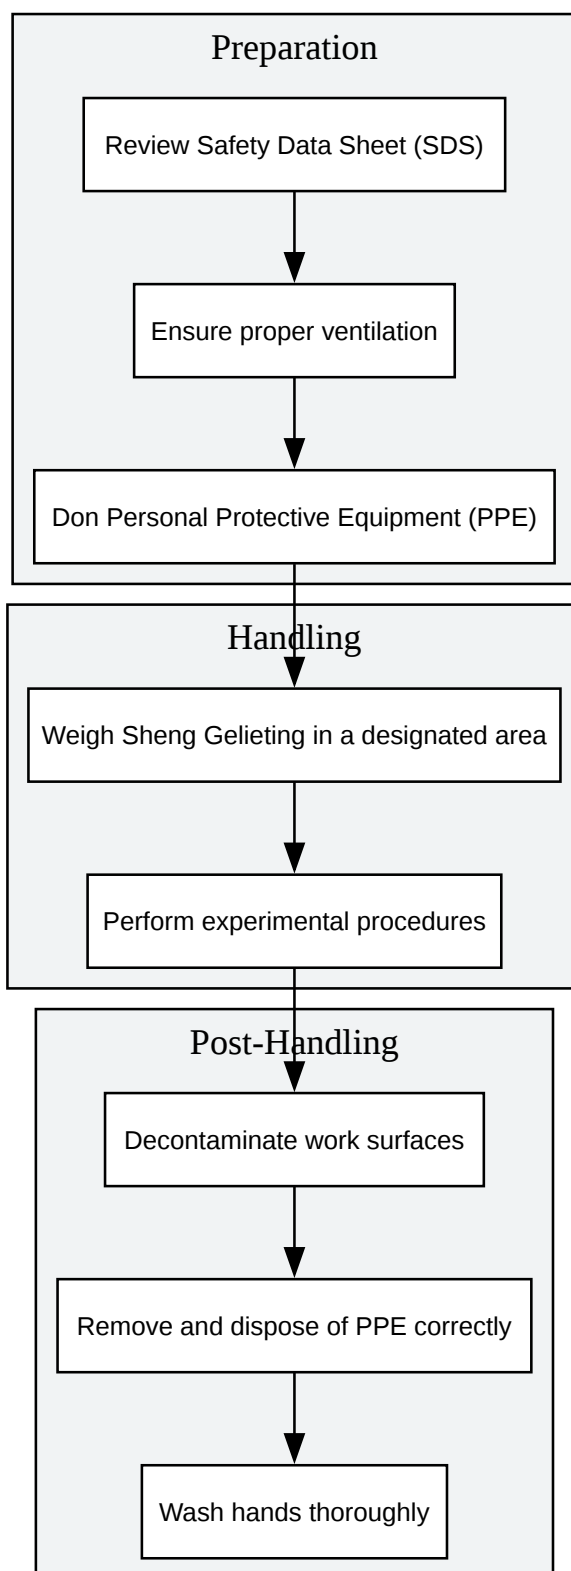 Preparation
Review Safety Data Sheet (SDS)
Ensure proper ventilation
Don Personal Protective Equipment (PPE)
Handling
Weigh Sheng Gelieting in a designated area
Perform experimental procedures
Post-Handling
Decontaminate work surfaces
Remove and dispose of PPE correctly
Wash hands thoroughly